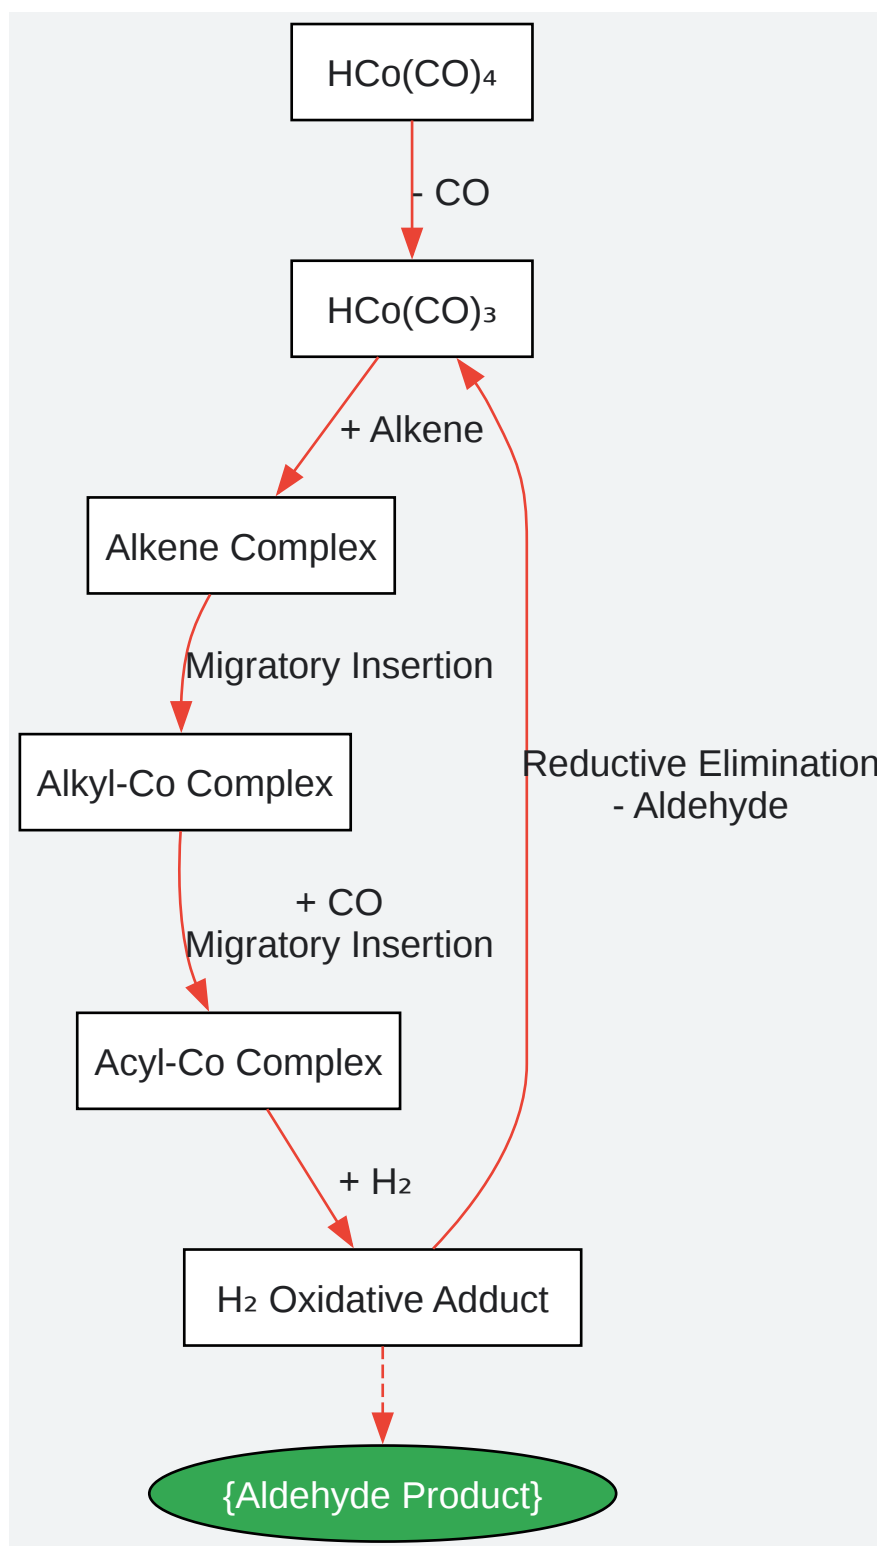 HCo(CO)₄
- CO
HCo(CO)₃
+ Alkene
Alkene Complex
Migratory Insertion
Alkyl-Co Complex
Reductive Elimination
- Aldehyde
+ CO
Migratory Insertion
Acyl-Co Complex
+ H₂
H₂ Oxidative Adduct
{Aldehyde Product}